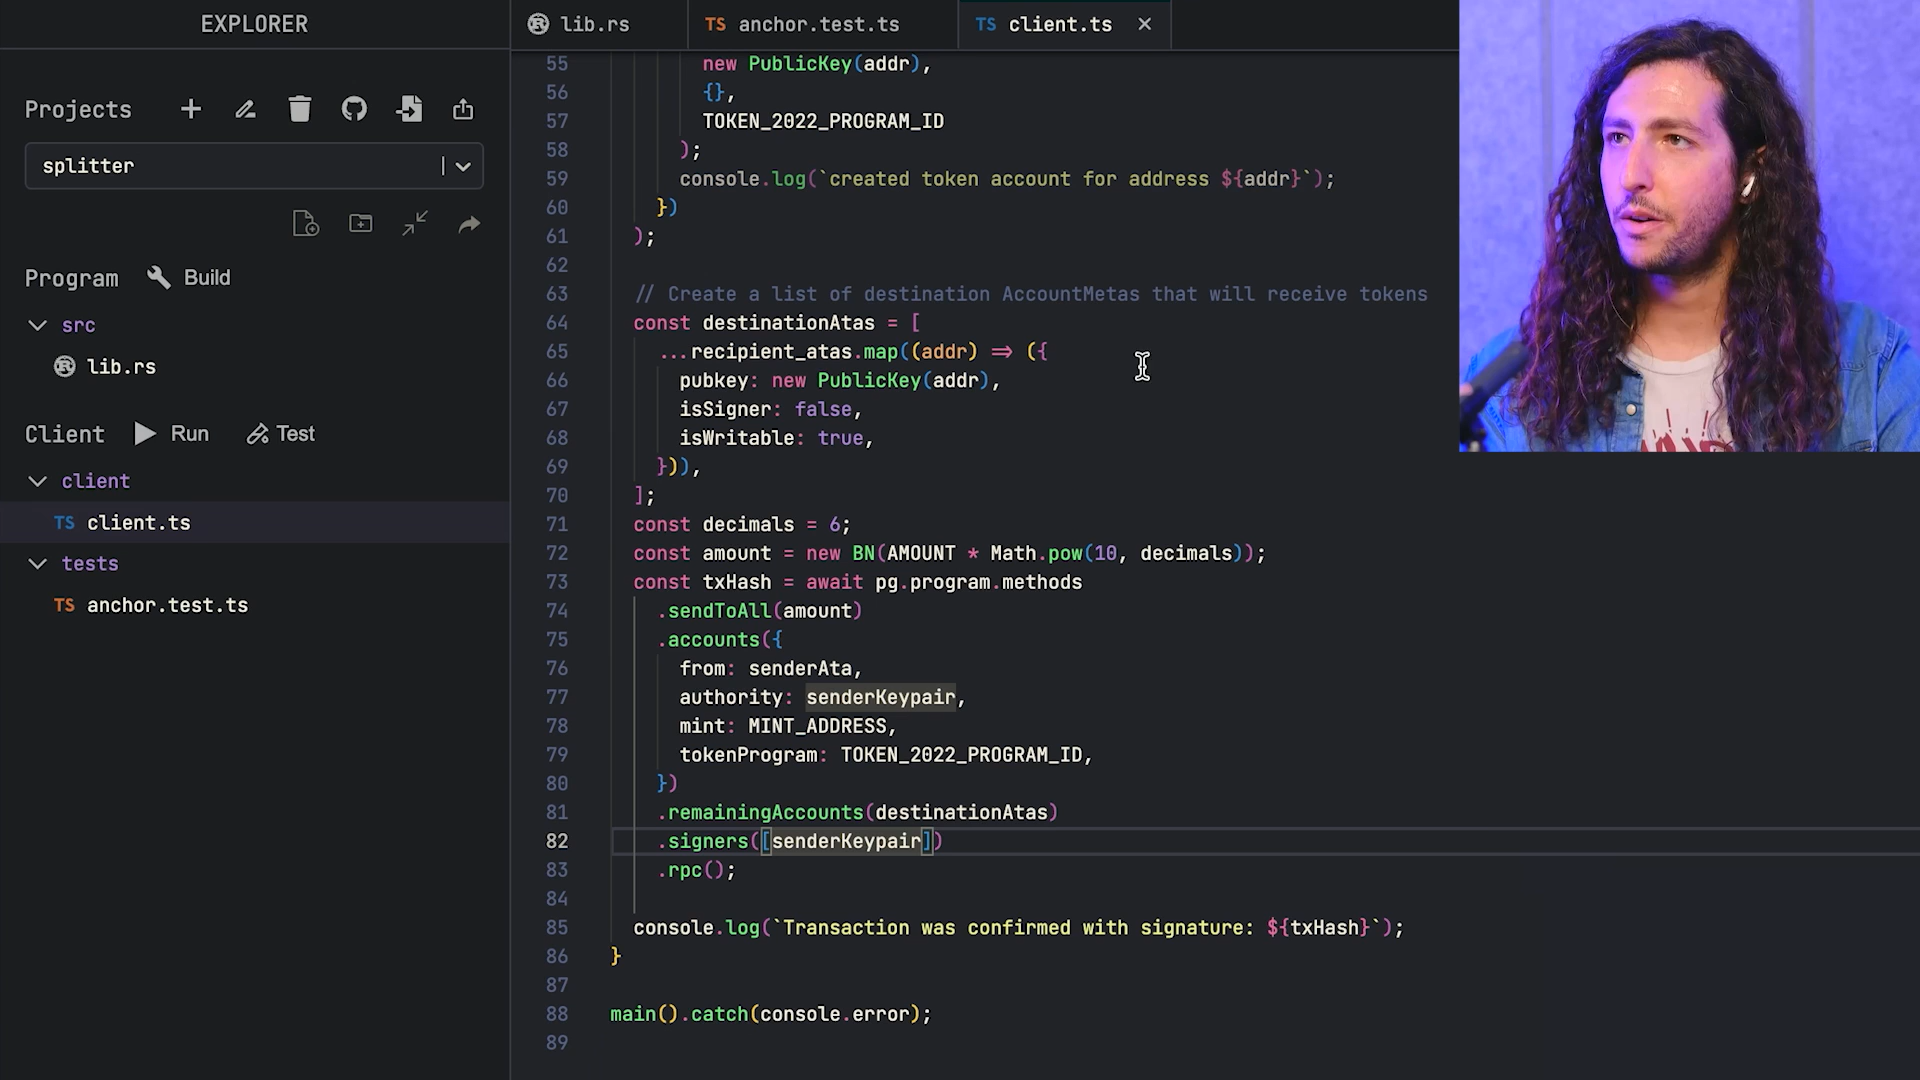 EXPLORER
Projects
splitter
Program Build
src
lib.rs
Client Run Test
client
TS client.ts
tests
TS anchor.test.ts
lib.rs
TS anchor.test.ts
TS client.ts
55 new PublicKey(addr),
56 {},
57 TOKEN_2022_PROGRAM_ID
58 );
59 console.log(`created token account for address ${addr}`);
60 })
61 );
62
63 // Create a list of destination AccountMetas that will receive tokens
64 const destinationAtas = [
65 ...recipient_atas.map((addr) => ({
66 pubkey: new PublicKey(addr),
67 isSigner: false,
68 isWritable: true,
69 })),
70 ];
71 const decimals = 6;
72 const amount = new BN(AMOUNT * Math.pow(10, decimals));
73 const txHash = await pg.program.methods
74 .sendToAll(amount)
75 .accounts({
76 from: senderAta,
77 authority: senderKeypair,
78 mint: MINT_ADDRESS,
79 tokenProgram: TOKEN_2022_PROGRAM_ID,
80 })
81 .remainingAccounts(destinationAtas)
82 .signers([senderKeypair])
83 .rpc();
84
85 console.log(`Transaction was confirmed with signature: ${txHash}`);
86 }
87
88 main().catch(console.error);
89